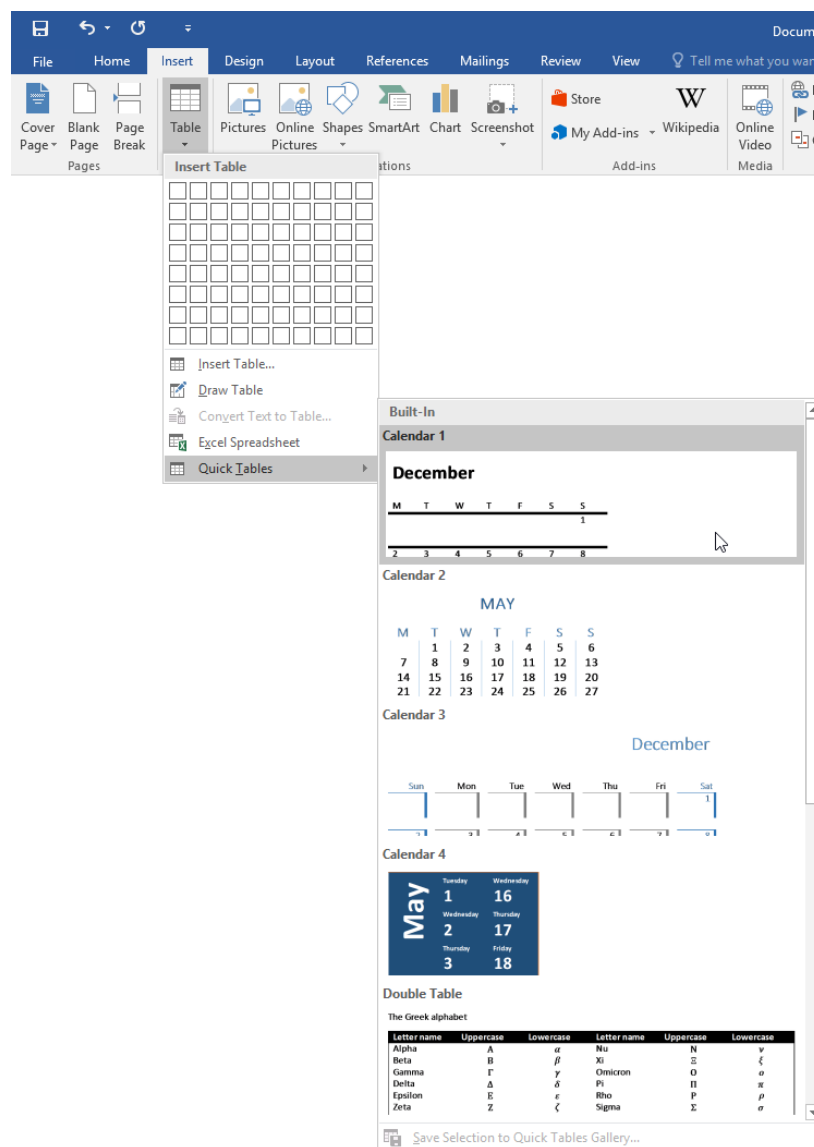 Docum
File Home Insert Design Layout References Mailings Review View Tell me what you wan
Cover Page Blank Page Page Break Table Pictures Online Pictures Shapes SmartArt Chart Screenshot Store My Add-ins W Wikipedia Online Video
Pages ations Add-ins Media
Insert Table
Insert Table...
Draw Table
Convert Text to Table...
Excel Spreadsheet
Quick Tables
Built-In
Calendar 1
December
M T W T F S S
1
2 3 4 5 6 7 8
Calendar 2
MAY
M T W T F S S
1 2 3 4 5 6
7 8 9 10 11 12 13
14 15 16 17 18 19 20
21 22 23 24 25 26 27
Calendar 3
December
Sun Mon Tue Wed Thu Fri Sat
1
2 3 4 5 6 7 8
Calendar 4
May
Tuesday Wednesday
1 16
Wednesday Thursday
2 17
Thursday Friday
3 18
Double Table
The Greek alphabet
Letter name Uppercase Lowercase Letter name Uppercase Lowercase
Alpha Α α Nu Ν ν
Beta Β β Xi Ξ ξ
Gamma Γ γ Omicron Ο ο
Delta Δ δ Pi Π π
Epsilon Ε ε Rho Ρ ρ
Zeta Ζ ζ Sigma Σ σ
Save Selection to Quick Tables Gallery...